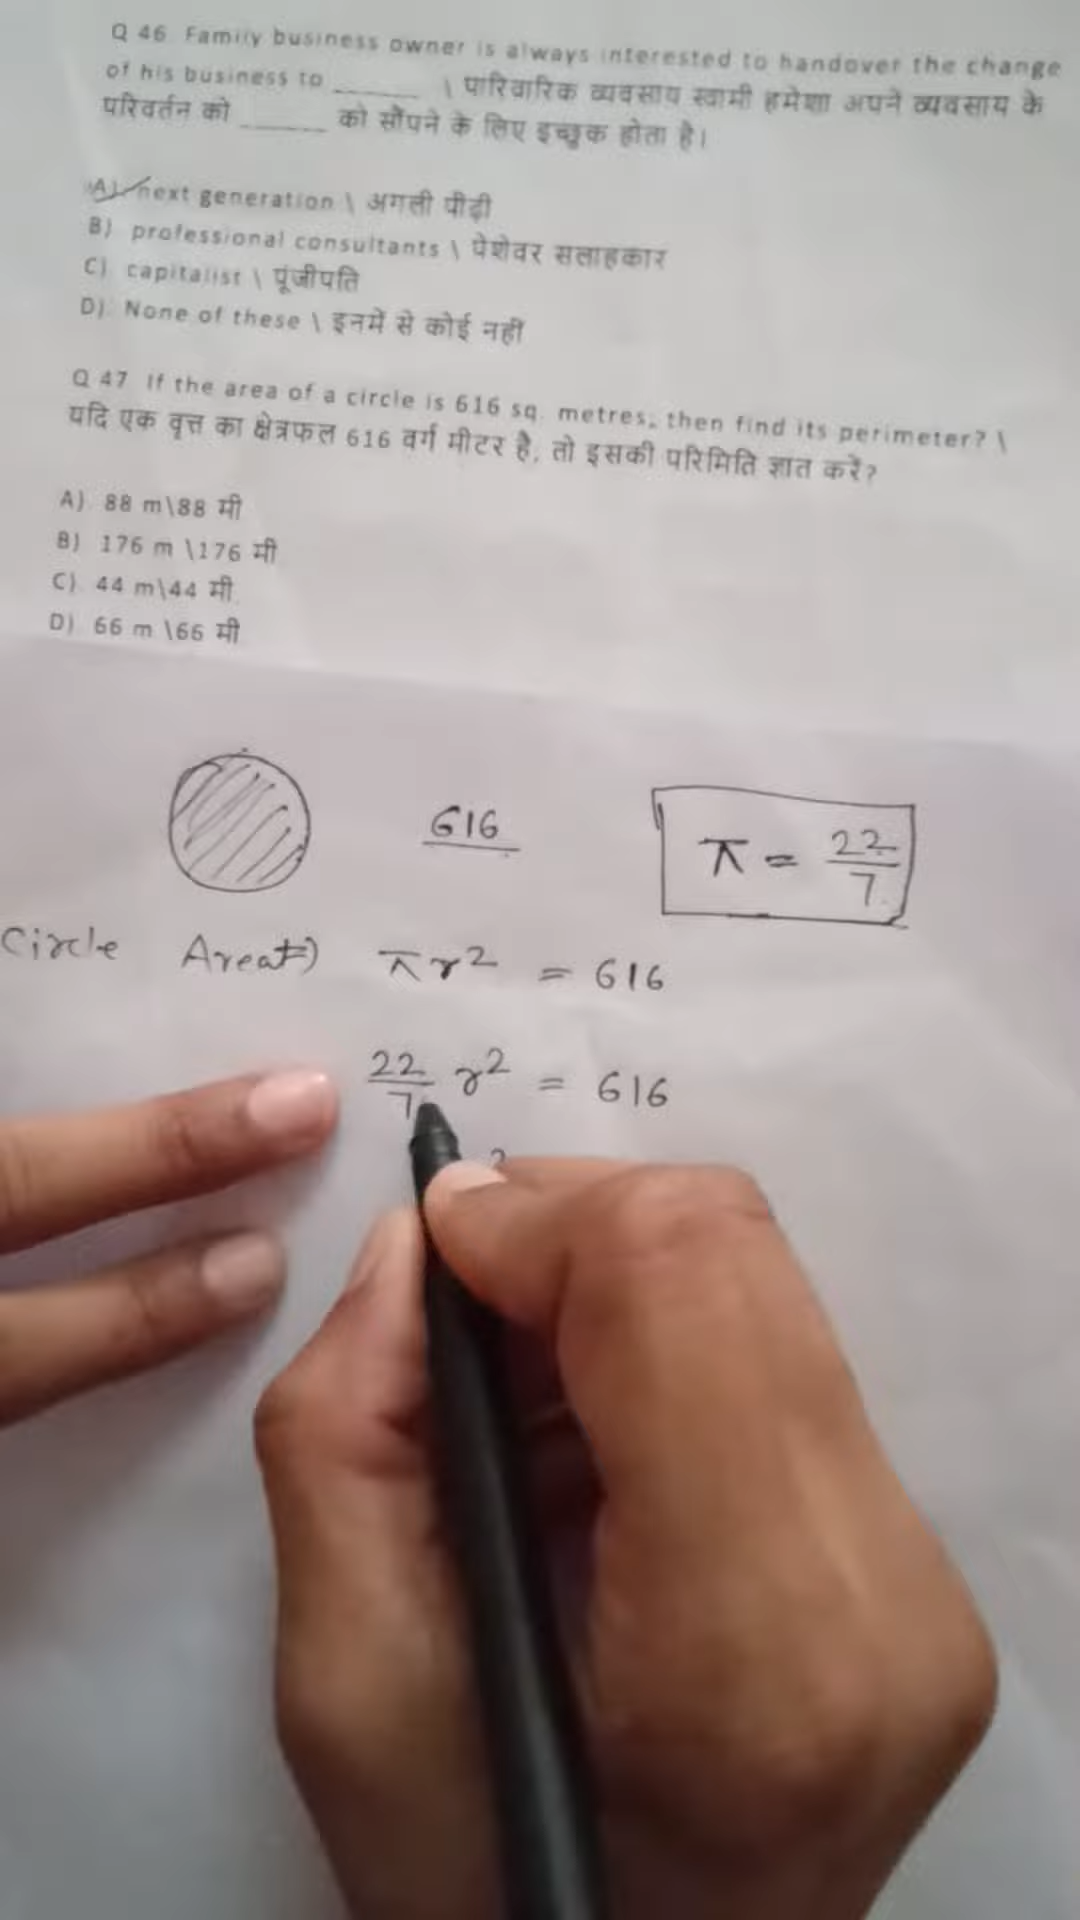 Q 46 Family business owner is always interested to handover the change
of his business to ______ \ पारिवारिक व्यवसाय स्वामी हमेशा अपने व्यवसाय के
परिवर्तन को ______ को सौंपने के लिए इच्छुक होता है।
A). next generation \ अगली पीढ़ी
B) professional consultants \ पेशेवर सलाहकार
C). capitalist \ पूंजीपति
D). None of these \ इनमें से कोई नहीं
Q 47 If the area of a circle is 616 sq. metres; then find its perimeter? \
यदि एक वृत्त का क्षेत्रफल 616 वर्ग मीटर है, तो इसकी परिमिति ज्ञात करें?
A). 88 m\88 मी
B) 176 m \176 मी
C). 44 m\44 मी
D) 66 m \66 मी
616
π = 22/7
Circle Area ⇒ πr² = 616
22/7 r² = 616
2